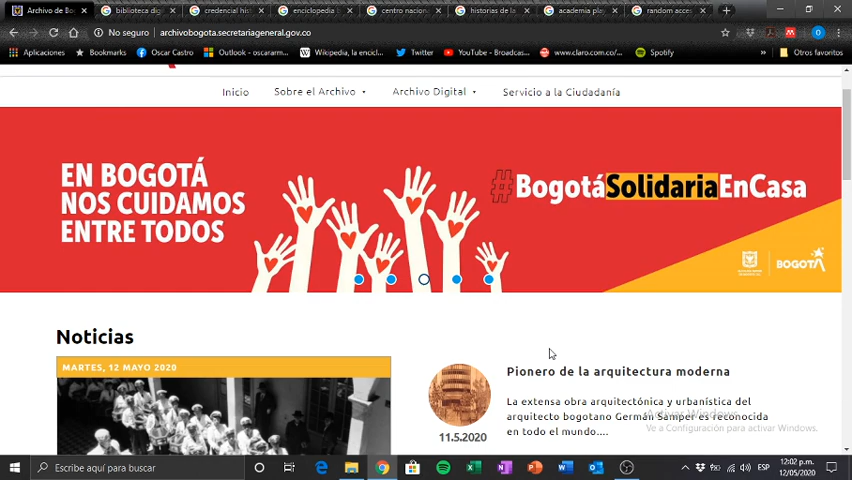 Archivo de Bo
biblioteca dig
credencial hist
enciclopedia b
centro naciona
historias de la
academia play
random acces
No seguro
archivobogota.secretariageneral.gov.co
Aplicaciones
Bookmarks
Oscar Castro
Outlook - oscararm...
Wikipedia, la encicl...
Twitter
YouTube - Broadcas...
www.claro.com.co/...
Spotify
»
Otros favoritos
Inicio
Sobre el Archivo
Archivo Digital
Servicio a la Ciudadanía
EN BOGOTÁ
NOS CUIDAMOS
ENTRE TODOS
#BogotáSolidariaEnCasa
BOGOTÁ
Noticias
MARTES, 12 MAYO 2020
Pionero de la arquitectura moderna
La extensa obra arquitectónica y urbanística del
arquitecto bogotano Germán Samper es reconocida
en todo el mundo....
11.5.2020
Activar Windows
Ve a Configuración para activar Windows.
Escribe aquí para buscar
ESP
12:02 p.m.
12/05/2020